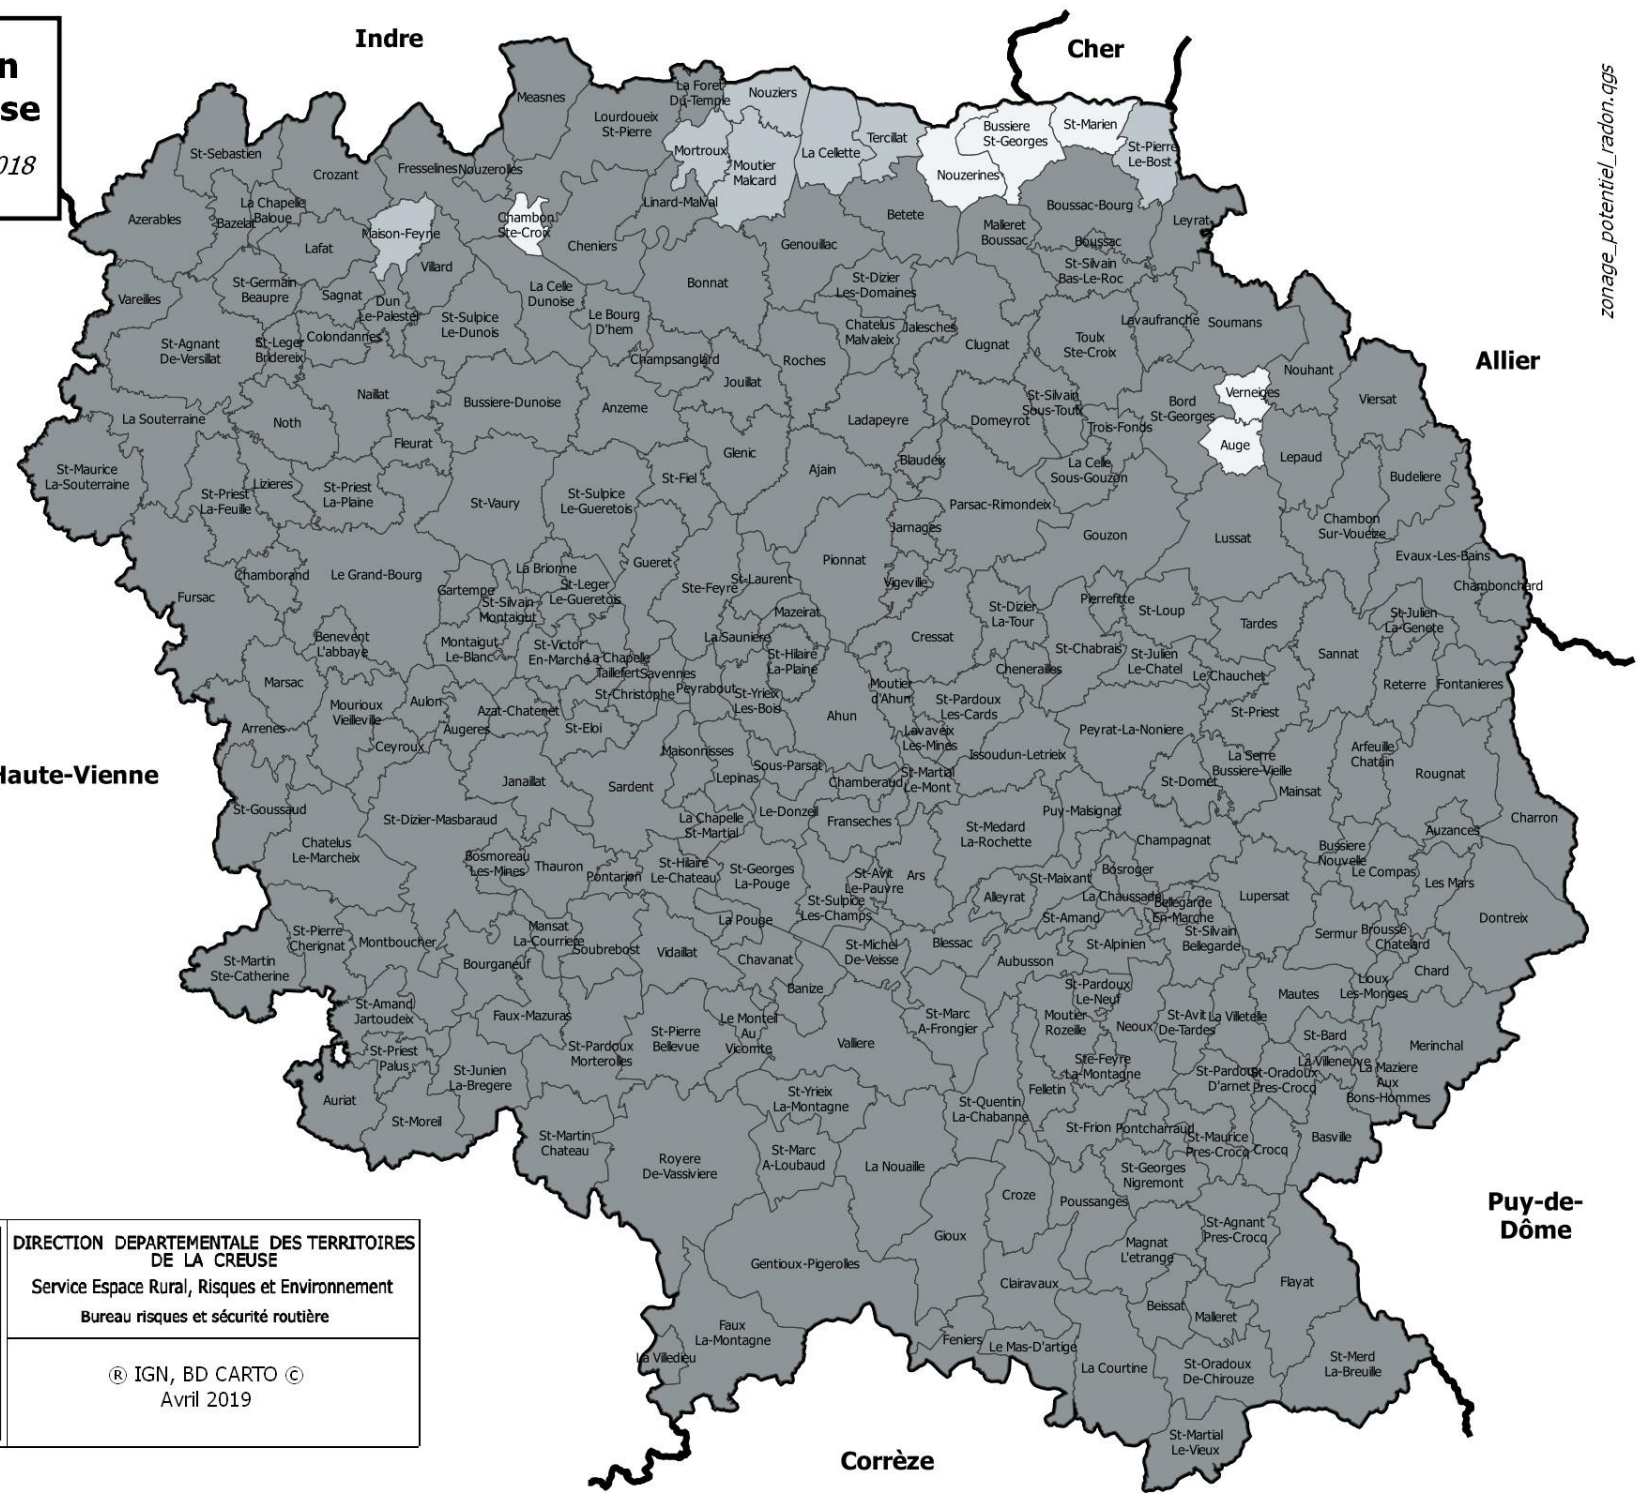 Indre
Cher
n
se
018
zonage_potentiel_radon.qgs
Measnes
La Foret
Du-Temple
Nouziers
Lourdoueix
St-Pierre
Bussiere
St-Georges
St-Marien
Tercillat
St-Sebastien
Mortroux
La Cellette
St-Pierre
Le-Bost
Crozant
Fresselines
Nouzerolles
Moutier
Malcard
Nouzerines
La Chapelle
Baloue
Linard-Malval
Boussac-Bourg
Azerables
Bazelat
Chambon
Ste-Croix
Betete
Leyrat
Maison-Feyne
Malleret
Boussac
Lafat
Cheniers
Genouillac
Boussac
Villard
St-Silvain
Bas-Le-Roc
St-Germain
Beaupre
Bonnat
St-Dizier
Les-Domaines
Vareilles
Sagnat
La Celle
Dunoise
Dun
Le-Palestel
St-Sulpice
Le-Dunois
Le Bourg
D'hem
Chatelus
Malvaleix
Jalesches
Lavaufranche
Soumans
St-Agnant
De-Versillat
St-Leger
Bridereix
Colondannes
Clugnat
Toulx
Ste-Croix
Allier
Champsanglard
Roches
Nouhant
Jouillat
Naillat
Verneiges
Viersat
Bussiere-Dunoise
Anzeme
St-Silvain
Sous-Toulx
Bord
St-Georges
La Souterraine
Noth
Ladapeyre
Domeyrot
Trois-Fonds
Fleurat
Auge
Glenic
Lepaud
St-Maurice
La-Souterraine
Blaudeix
Ajain
La Celle
Sous-Gouzon
St-Fiel
Budeliere
Lizieres
St-Priest
La-Plaine
St-Priest
La-Feuille
St-Vaury
St-Sulpice
Le-Gueretois
Parsac-Rimondeix
Jarnages
Gouzon
Lussat
Chambon
Sur-Voueize
Evaux-Les-Bains
Chamborand
Le Grand-Bourg
La Brionne
Gueret
Pionnat
Chambonchard
Fursac
Gartempe
St-Leger
Le-Gueretois
Ste-Feyre
St-Laurent
Vigeville
St-Silvain
Montaigut
Mazeirat
St-Dizier
La-Tour
Pierrefitte
St-Loup
Tardes
St-Julien
La-Genete
Benevent
L'abbaye
Montaigut
Le-Blanc
St-Victor
En-Marche
La Sauniere
Cressat
La Chapelle
Taillefert
Savennes
St-Hilaire
La-Plaine
St-Chabrais
St-Julien
Le-Chatel
Sannat
Chenerailles
Le Chauchet
Marsac
Reterre
Fontanieres
St-Christophe
Peyrabout
St-Yrieix
Les-Bois
Moutier
d'Ahun
St-Pardoux
Les-Cards
Mourioux
Vieilleville
Aulon
Azat-Chatenet
St-Priest
Arrenes
Augeres
St-Eloi
Ahun
Lavaveix
Les-Mines
Peyrat-La-Noniere
Ceyroux
Maisonnisses
Issoudun-Letrieix
Arfeuille
Chatain
Haute-Vienne
Sous-Parsat
La Serre
Bussiere-Vieille
Rougnat
Janaillat
Sardent
Lepinas
Chamberaud
St-Martial
Le-Mont
St-Domet
Mainsat
St-Goussaud
St-Dizier-Masbaraud
La Chapelle
St-Martial
Le-Donzeil
Franseches
Puy-Malsignat
Charron
St-Medard
La-Rochette
Auzances
Chatelus
Le-Marcheix
Champagnat
Bussiere
Nouvelle
Bosmoreau
Les-Mines
Thauron
Pontarion
St-Hilaire
Le-Chateau
St-Georges
La-Pouge
St-Avit
Le-Pauvre
Ars
St-Maixant
Bosroger
Le Compas
Les Mars
Alleyrat
La Chaussade
Bellegarde
En-Marche
Lupersat
St-Sulpice
Les-Champs
St-Amand
Dontreix
La Pouge
Mansat
La-Courriere
St-Pierre
Cherignat
Montboucher
Soubrebost
Vidaillat
St-Michel
De-Veisse
Blessac
St-Alpinien
St-Silvain
Bellegarde
Sermur
Brousse
Chatelard
St-Martin
Ste-Catherine
Bourganeuf
Chavanat
Aubusson
Chard
Banize
St-Pardoux
Le-Neuf
Mautes
Lioux
Les-Monges
St-Amand
Jartoudeix
Faux-Mazuras
Le Monteil
Au
Vicomte
St-Marc
A-Frongier
Moutier
Rozeille
Neoux
St-Avit
De-Tardes
La Villetelle
St-Bard
St-Pierre
Bellevue
Valliere
Merinchal
St-Priest
Palus
St-Pardoux
Morterolles
Ste-Feyre
La-Montagne
La Villeneuve
St-Junien
La-Bregere
St-Pardoux
D'arnet
St-Oradoux
Pres-Crocq
La Maziere
Aux
Bons-Hommes
Auriat
St-Yrieix
La-Montagne
Felletin
St-Quentin
La-Chabanne
St-Moreil
St-Frion
Pontcharraud
St-Maurice
Pres-Crocq
Crocq
Basville
St-Martin
Chateau
Royere
De-Vassiviere
St-Marc
A-Loubaud
La Nouaille
St-Georges
Nigremont
Croze
Poussanges
Puy-de-
Dôme
Gioux
St-Agnant
Pres-Crocq
Magnat
L'etrange
Gentioux-Pigerolles
Clairavaux
Flayat
Beissat
Malleret
Faux
La-Montagne
Feniers
Le Mas-D'artige
La Villedieu
La Courtine
St-Oradoux
De-Chirouze
St-Merd
La-Breuille
St-Martial
Le-Vieux
Corrèze
DIRECTION DEPARTEMENTALE DES TERRITOIRES
DE LA CREUSE
Service Espace Rural, Risques et Environnement
Bureau risques et sécurité routière
® IGN, BD CARTO ©
Avril 2019